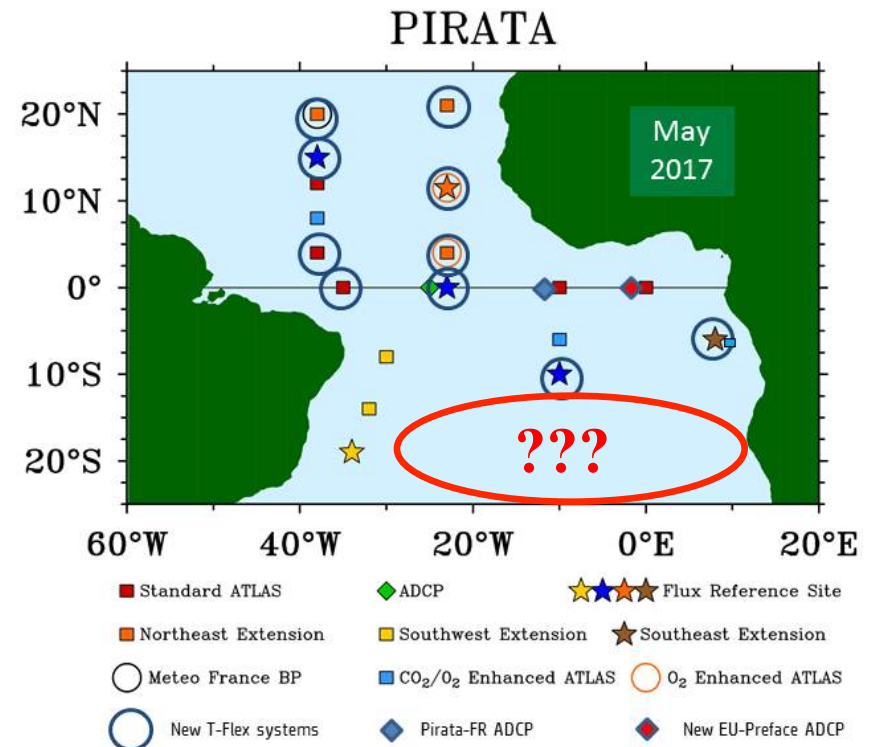 PIRATA
May
2017
20°N
10°N
0°
10°S
20°S
???
60°W 40°W 20°W 0°E 20°E
Standard ATLAS ADCP Flux Reference Site
Northeast Extension Southwest Extension Southeast Extension
Meteo France BP CO₂/O₂ Enhanced ATLAS O₂ Enhanced ATLAS
New T-Flex systems Pirata-FR ADCP New EU-Preface ADCP